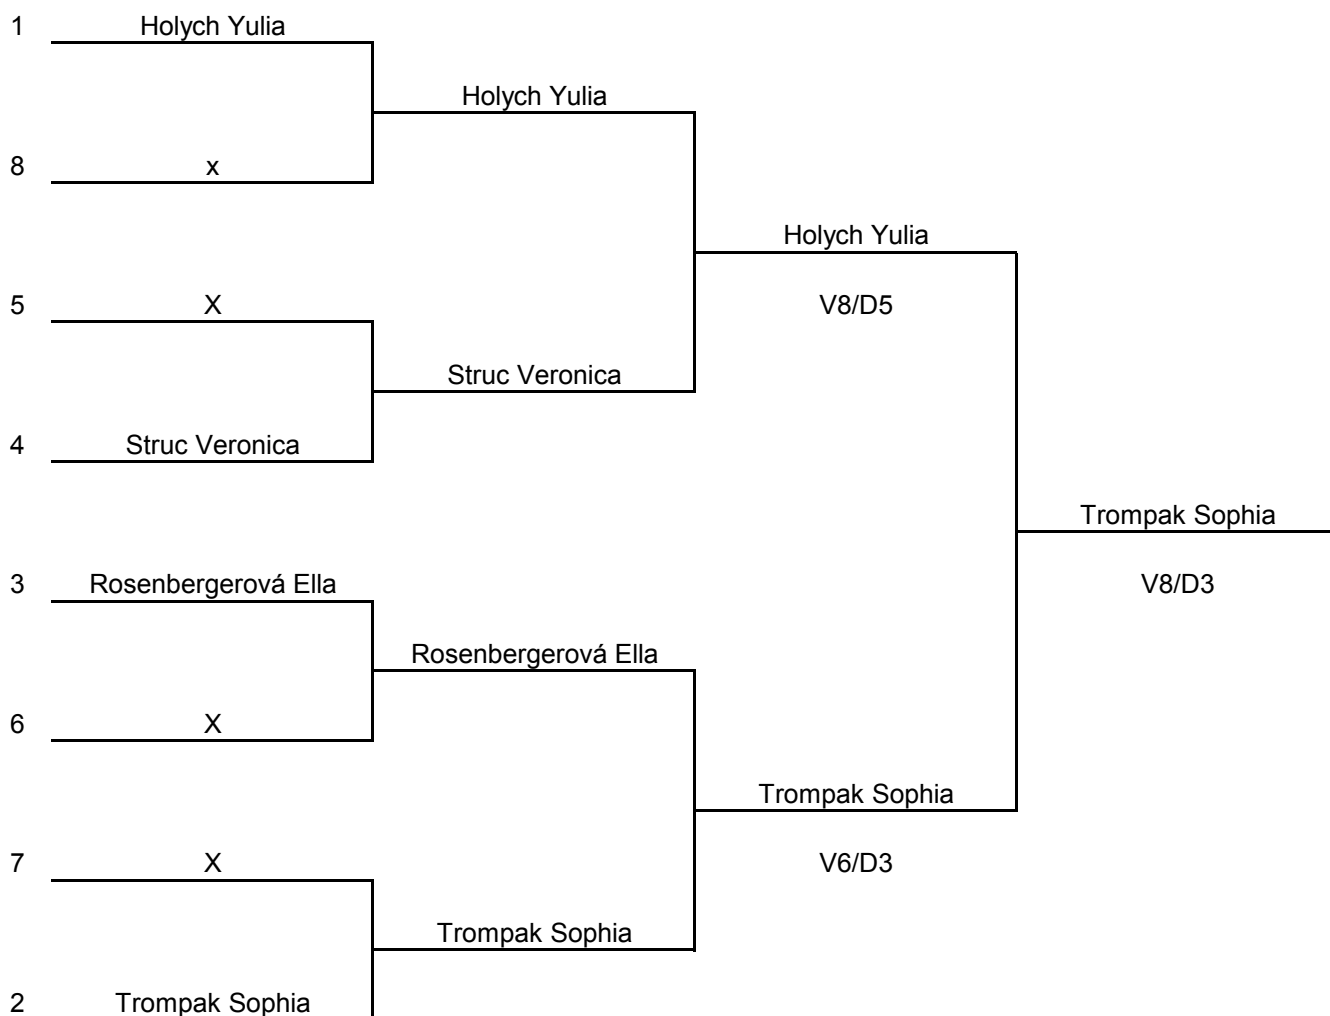 1 Holych Yulia
Holych Yulia
8 x
Holych Yulia
5 X V8/D5
Struc Veronica
4 Struc Veronica
Trompak Sophia
3 Rosenbergerová Ella V8/D3
Rosenbergerová Ella
6 X
Trompak Sophia
7 X V6/D3
Trompak Sophia
2 Trompak Sophia